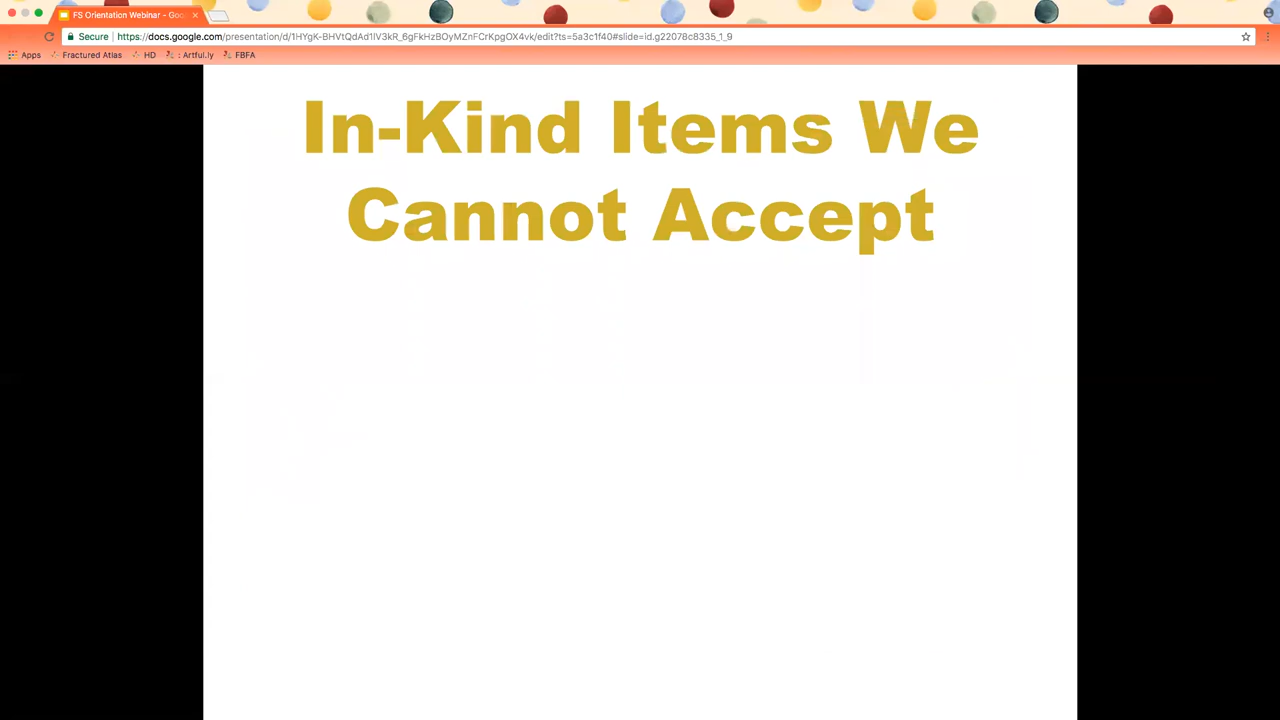 FS Orientation Webinar - Goo
Secure
https://docs.google.com/presentation/d/1HYgK-BHVtQdAd1IV3kR_6gFkHzBOyMZnFCrKpgOX4vk/edit?ts=5a3c1f40#slide=id.g22078c8335_1_9
Apps Fractured Atlas HD : Artful.ly FBFA
In-Kind Items We
Cannot Accept